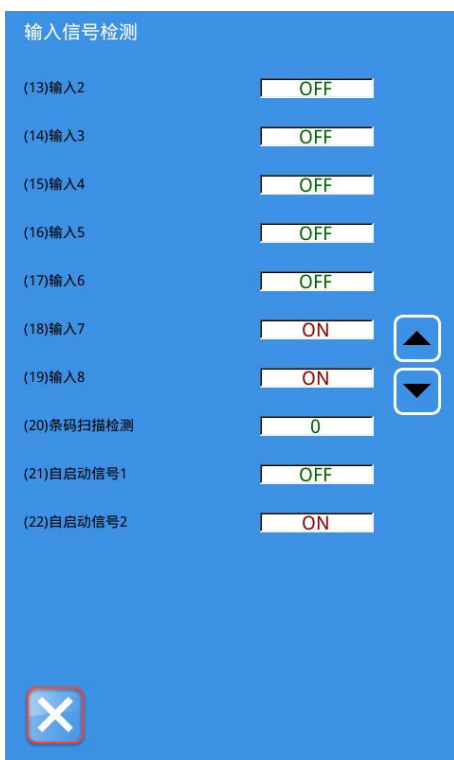 输入信号检测
(13)输入2 OFF
(14)输入3 OFF
(15)输入4 OFF
(16)输入5 OFF
(17)输入6 OFF
(18)输入7 ON
(19)输入8 ON
(20)条码扫描检测 0
(21)自启动信号1 OFF
(22)自启动信号2 ON